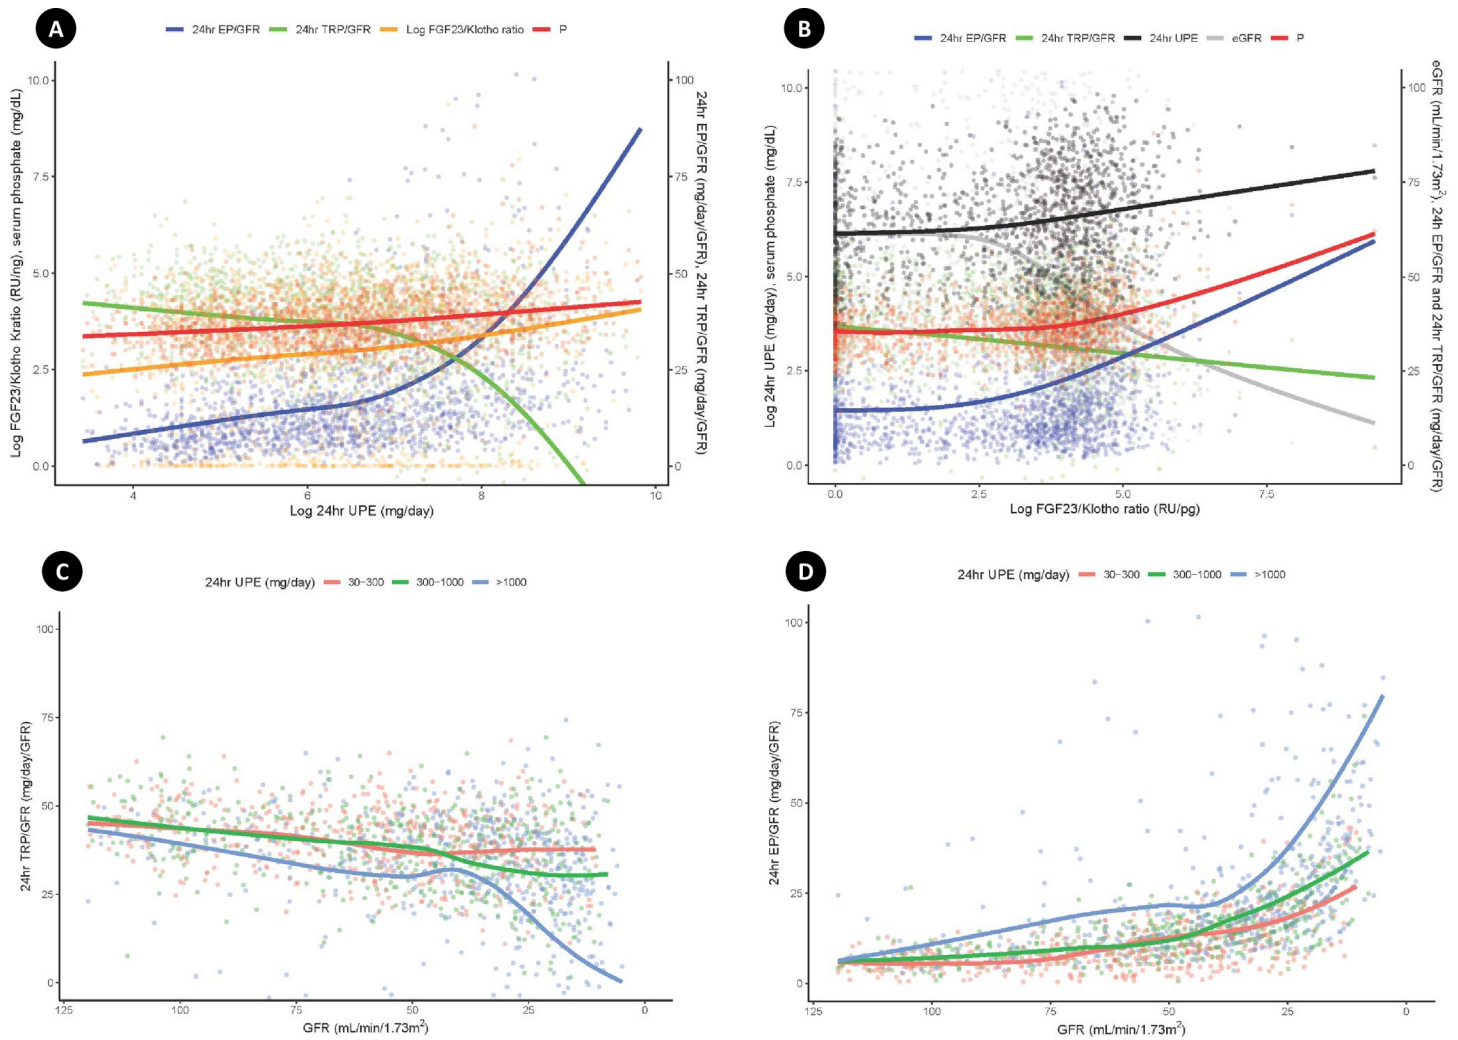 A
24hr EP/GFR 24hr TRP/GFR Log FGF23/Klotho ratio P
Log FGF23/Klotho Kratio (RU/ng), serum phosphate (mg/dL)
10.0
7.5
5.0
2.5
0.0
4 6 8 10
Log 24hr UPE (mg/day)
100
75
50
25
0
24hr EP/GFR (mg/day/GFR), 24hr TRP/GFR (mg/day/GFR)
B
24hr EP/GFR 24hr TRP/GFR 24hr UPE eGFR P
Log 24hr UPE (mg/day), serum phosphate (mg/dL)
10.0
7.5
5.0
2.5
0.0
0.0 2.5 5.0 7.5
Log FGF23/Klotho ratio (RU/pg)
100
75
50
25
0
eGFR (mL/min/1.73m²), 24h EP/GFR and 24hr TRP/GFR (mg/day/GFR)
C
24hr UPE (mg/day) 30−300 300−1000 >1000
24hr TRP/GFR (mg/day/GFR)
100
75
50
25
0
125 100 75 50 25 0
GFR (mL/min/1.73m²)
D
24hr UPE (mg/day) 30−300 300−1000 >1000
24hr EP/GFR (mg/day/GFR)
100
75
50
25
0
125 100 75 50 25 0
GFR (mL/min/1.73m²)